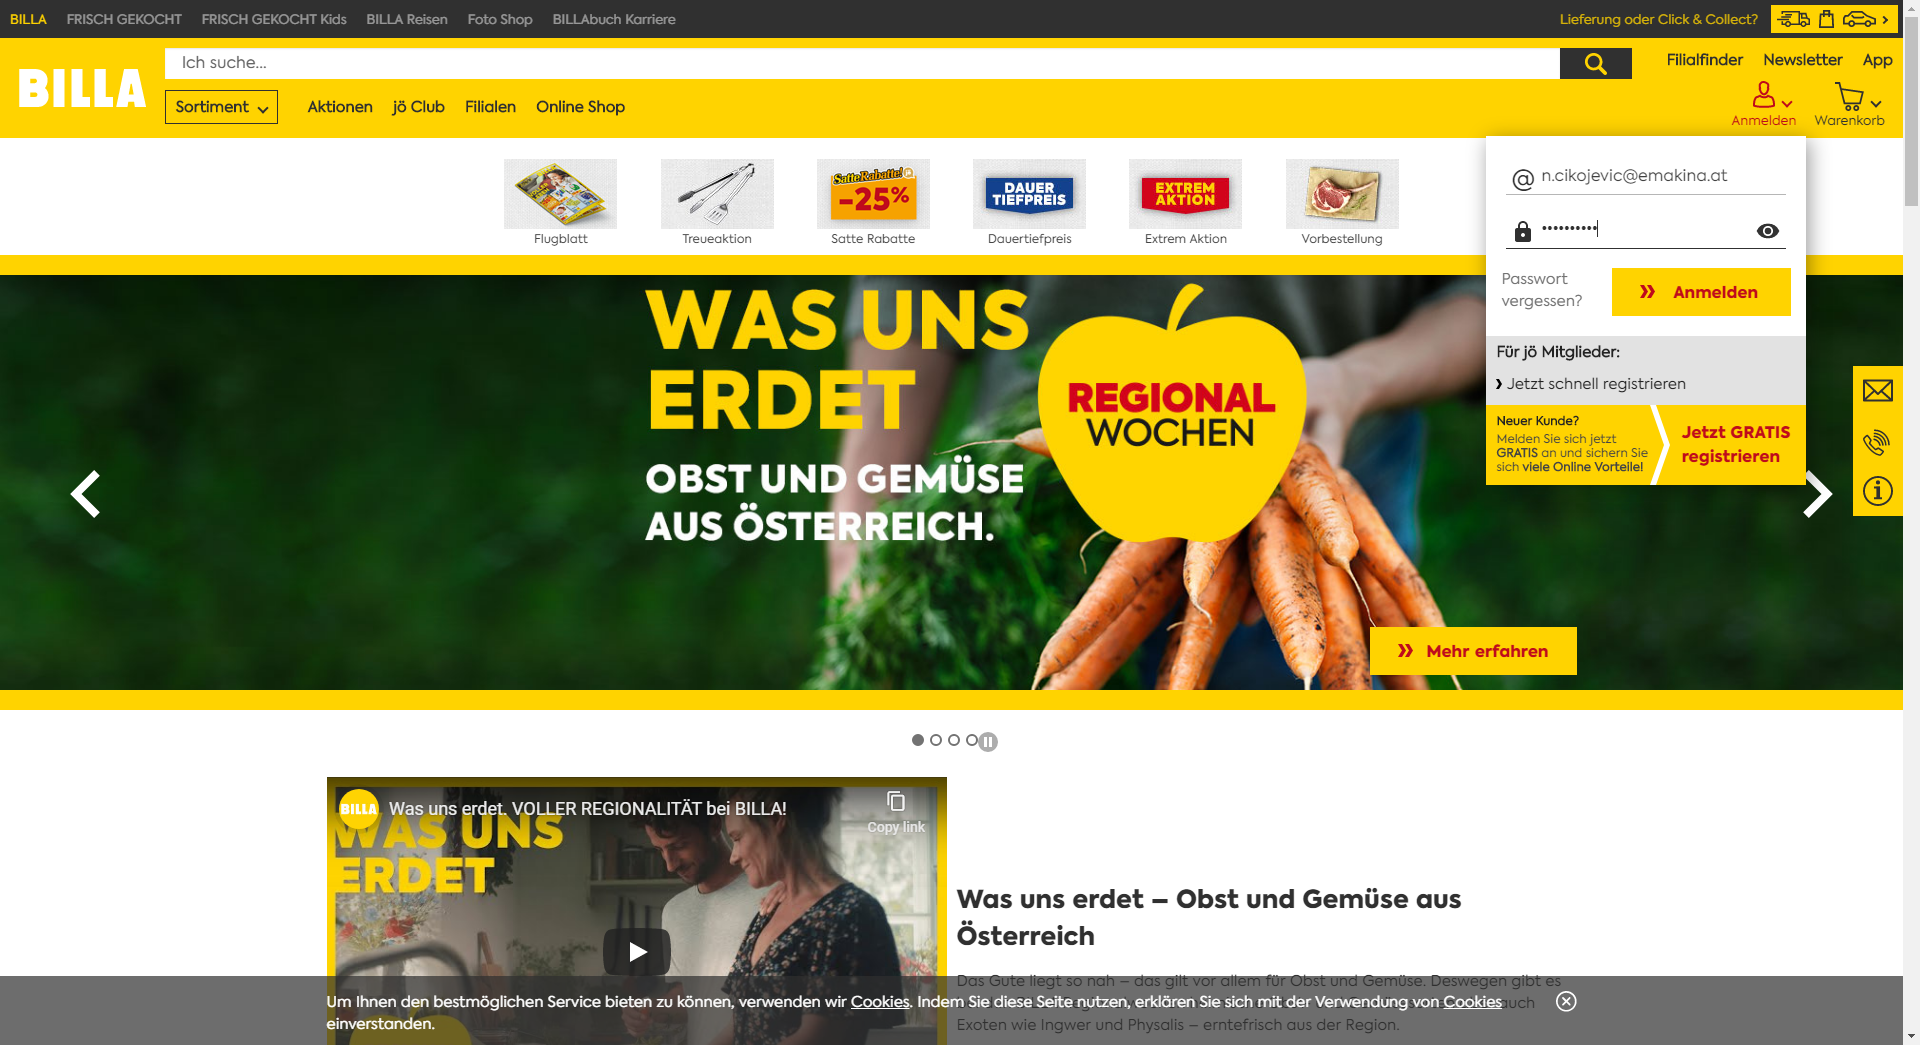 BILLA FRISCH GEKOCHT FRISCH GEKOCHT Kids BILLA Reisen Foto Shop BILLAbuch Karriere
Lieferung oder Click & Collect?
BILLA
Ich suche...
Filialfinder Newsletter App
Sortiment Aktionen jö Club Filialen Online Shop
Anmelden Warenkorb
DAUER
TIEFPREIS
EXTREM
AKTION
Satte Rabatte!
-25%
Flugblatt Treueaktion Satte Rabatte Dauertiefpreis Extrem Aktion Vorbestellung
@ n.cikojevic@emakina.at
Passwort
vergessen?
Anmelden
Für jö Mitglieder:
Jetzt schnell registrieren
Neuer Kunde?
Melden Sie sich jetzt
GRATIS an und sichern Sie
sich viele Online Vorteile!
Jetzt GRATIS
registrieren
WAS UNS
ERDET
OBST UND GEMÜSE
AUS ÖSTERREICH.
REGIONAL
WOCHEN
Mehr erfahren
BILLA
Was uns erdet. VOLLER REGIONALITÄT bei BILLA!
Copy link
WAS UNS
ERDET
Was uns erdet – Obst und Gemüse aus
Österreich
Das Gute liegt so nah – das gilt vor allem für Obst und Gemüse. Deswegen gibt es
auch
Exoten wie Ingwer und Physalis – erntefrisch aus der Region.
Um Ihnen den bestmöglichen Service bieten zu können, verwenden wir Cookies. Indem Sie diese Seite nutzen, erklären Sie sich mit der Verwendung von Cookies
einverstanden.